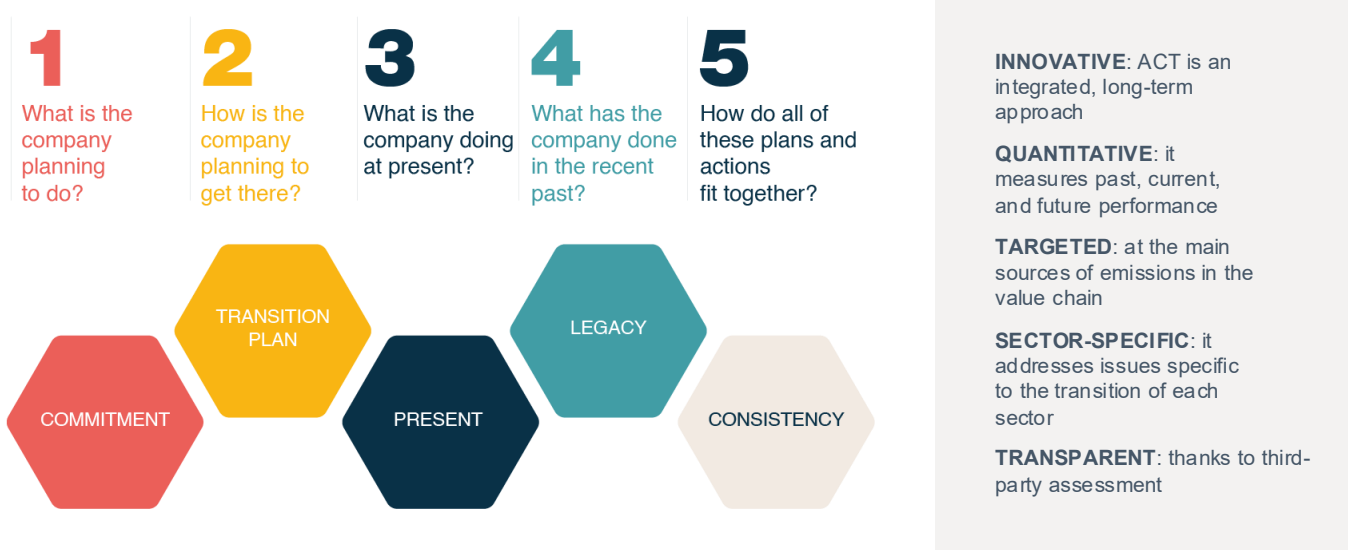 1
What is the
company
planning
to do?
2
How is the
company
planning to
get there?
3
What is the
company doing
at present?
4
What has the
company done
in the recent
past?
5
How do all of
these plans and
actions
fit together?
COMMITMENT
TRANSITION
PLAN
PRESENT
LEGACY
CONSISTENCY
INNOVATIVE: ACT is an
integrated, long-term
approach
QUANTITATIVE: it
measures past, current,
and future performance
TARGETED: at the main
sources of emissions in the
value chain
SECTOR-SPECIFIC: it
addresses issues specific
to the transition of each
sector
TRANSPARENT: thanks to third-
party assessment